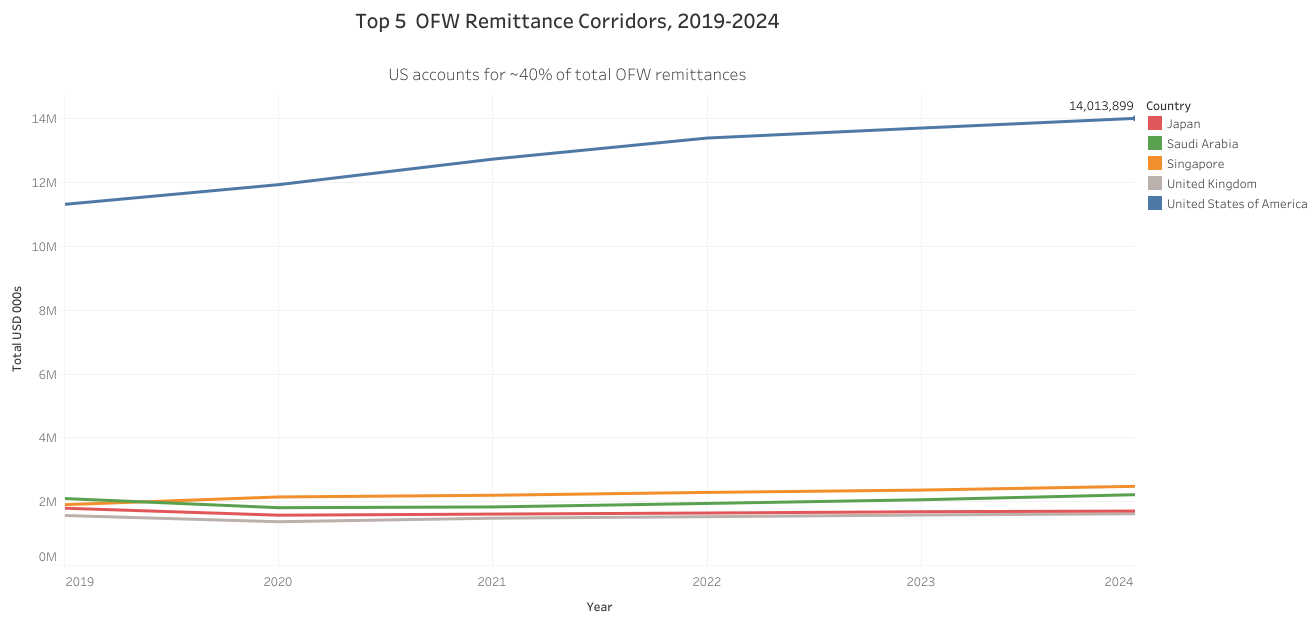 Top 5  OFW Remittance Corridors, 2019-2024
US accounts for ~40% of total OFW remittances
14,013,899
Country
Japan
Saudi Arabia
Singapore
United Kingdom
United States of America
Total USD 000s
14M
12M
10M
8M
6M
4M
2M
0M
2019
2020
2021
2022
2023
2024
Year